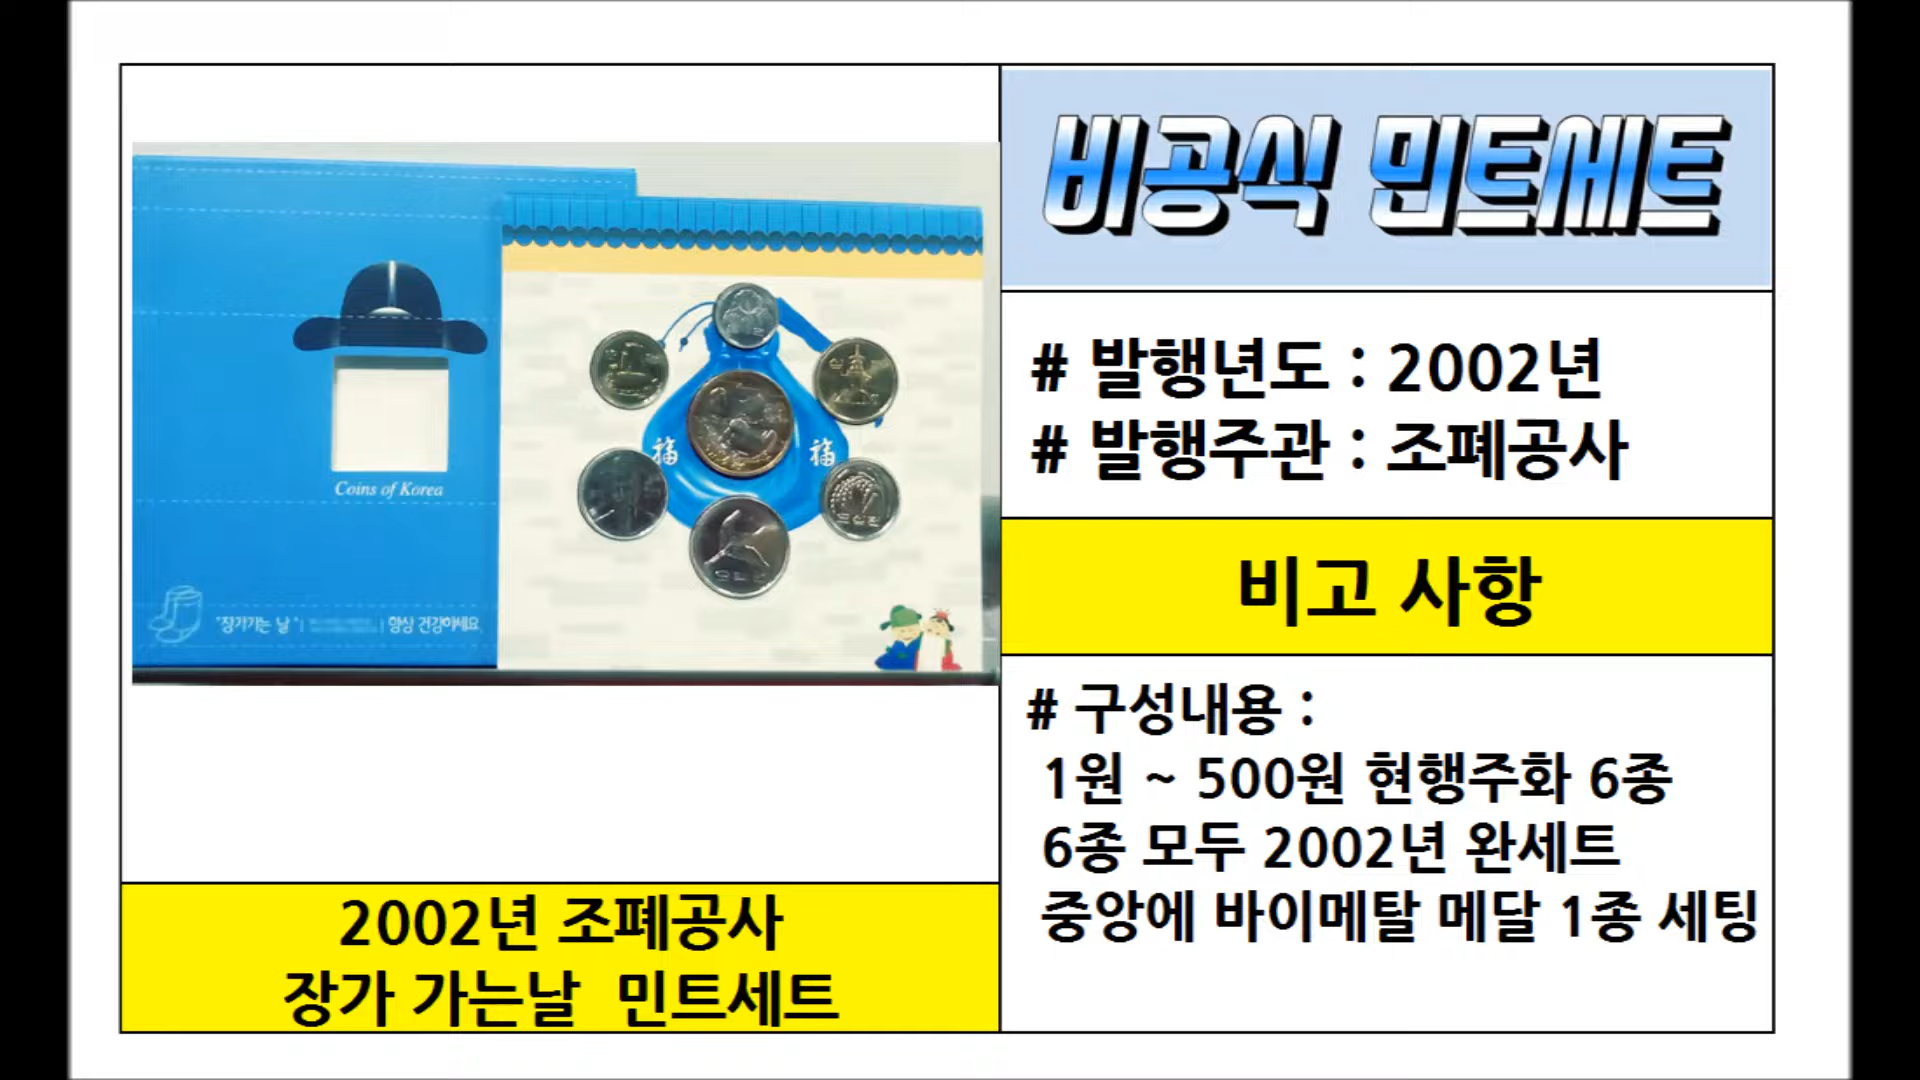 비공식 민트세트
# 발행년도 : 2002년
# 발행주관 : 조폐공사
비고 사항
# 구성내용 :
1원 ~ 500원 현행주화 6종
6종 모두 2002년 완세트
중앙에 바이메탈 메달 1종 세팅
Coins of Korea
"장가가는 날" 항상 건강하세요
福 福
오십원
2002년 조폐공사
장가 가는날 민트세트